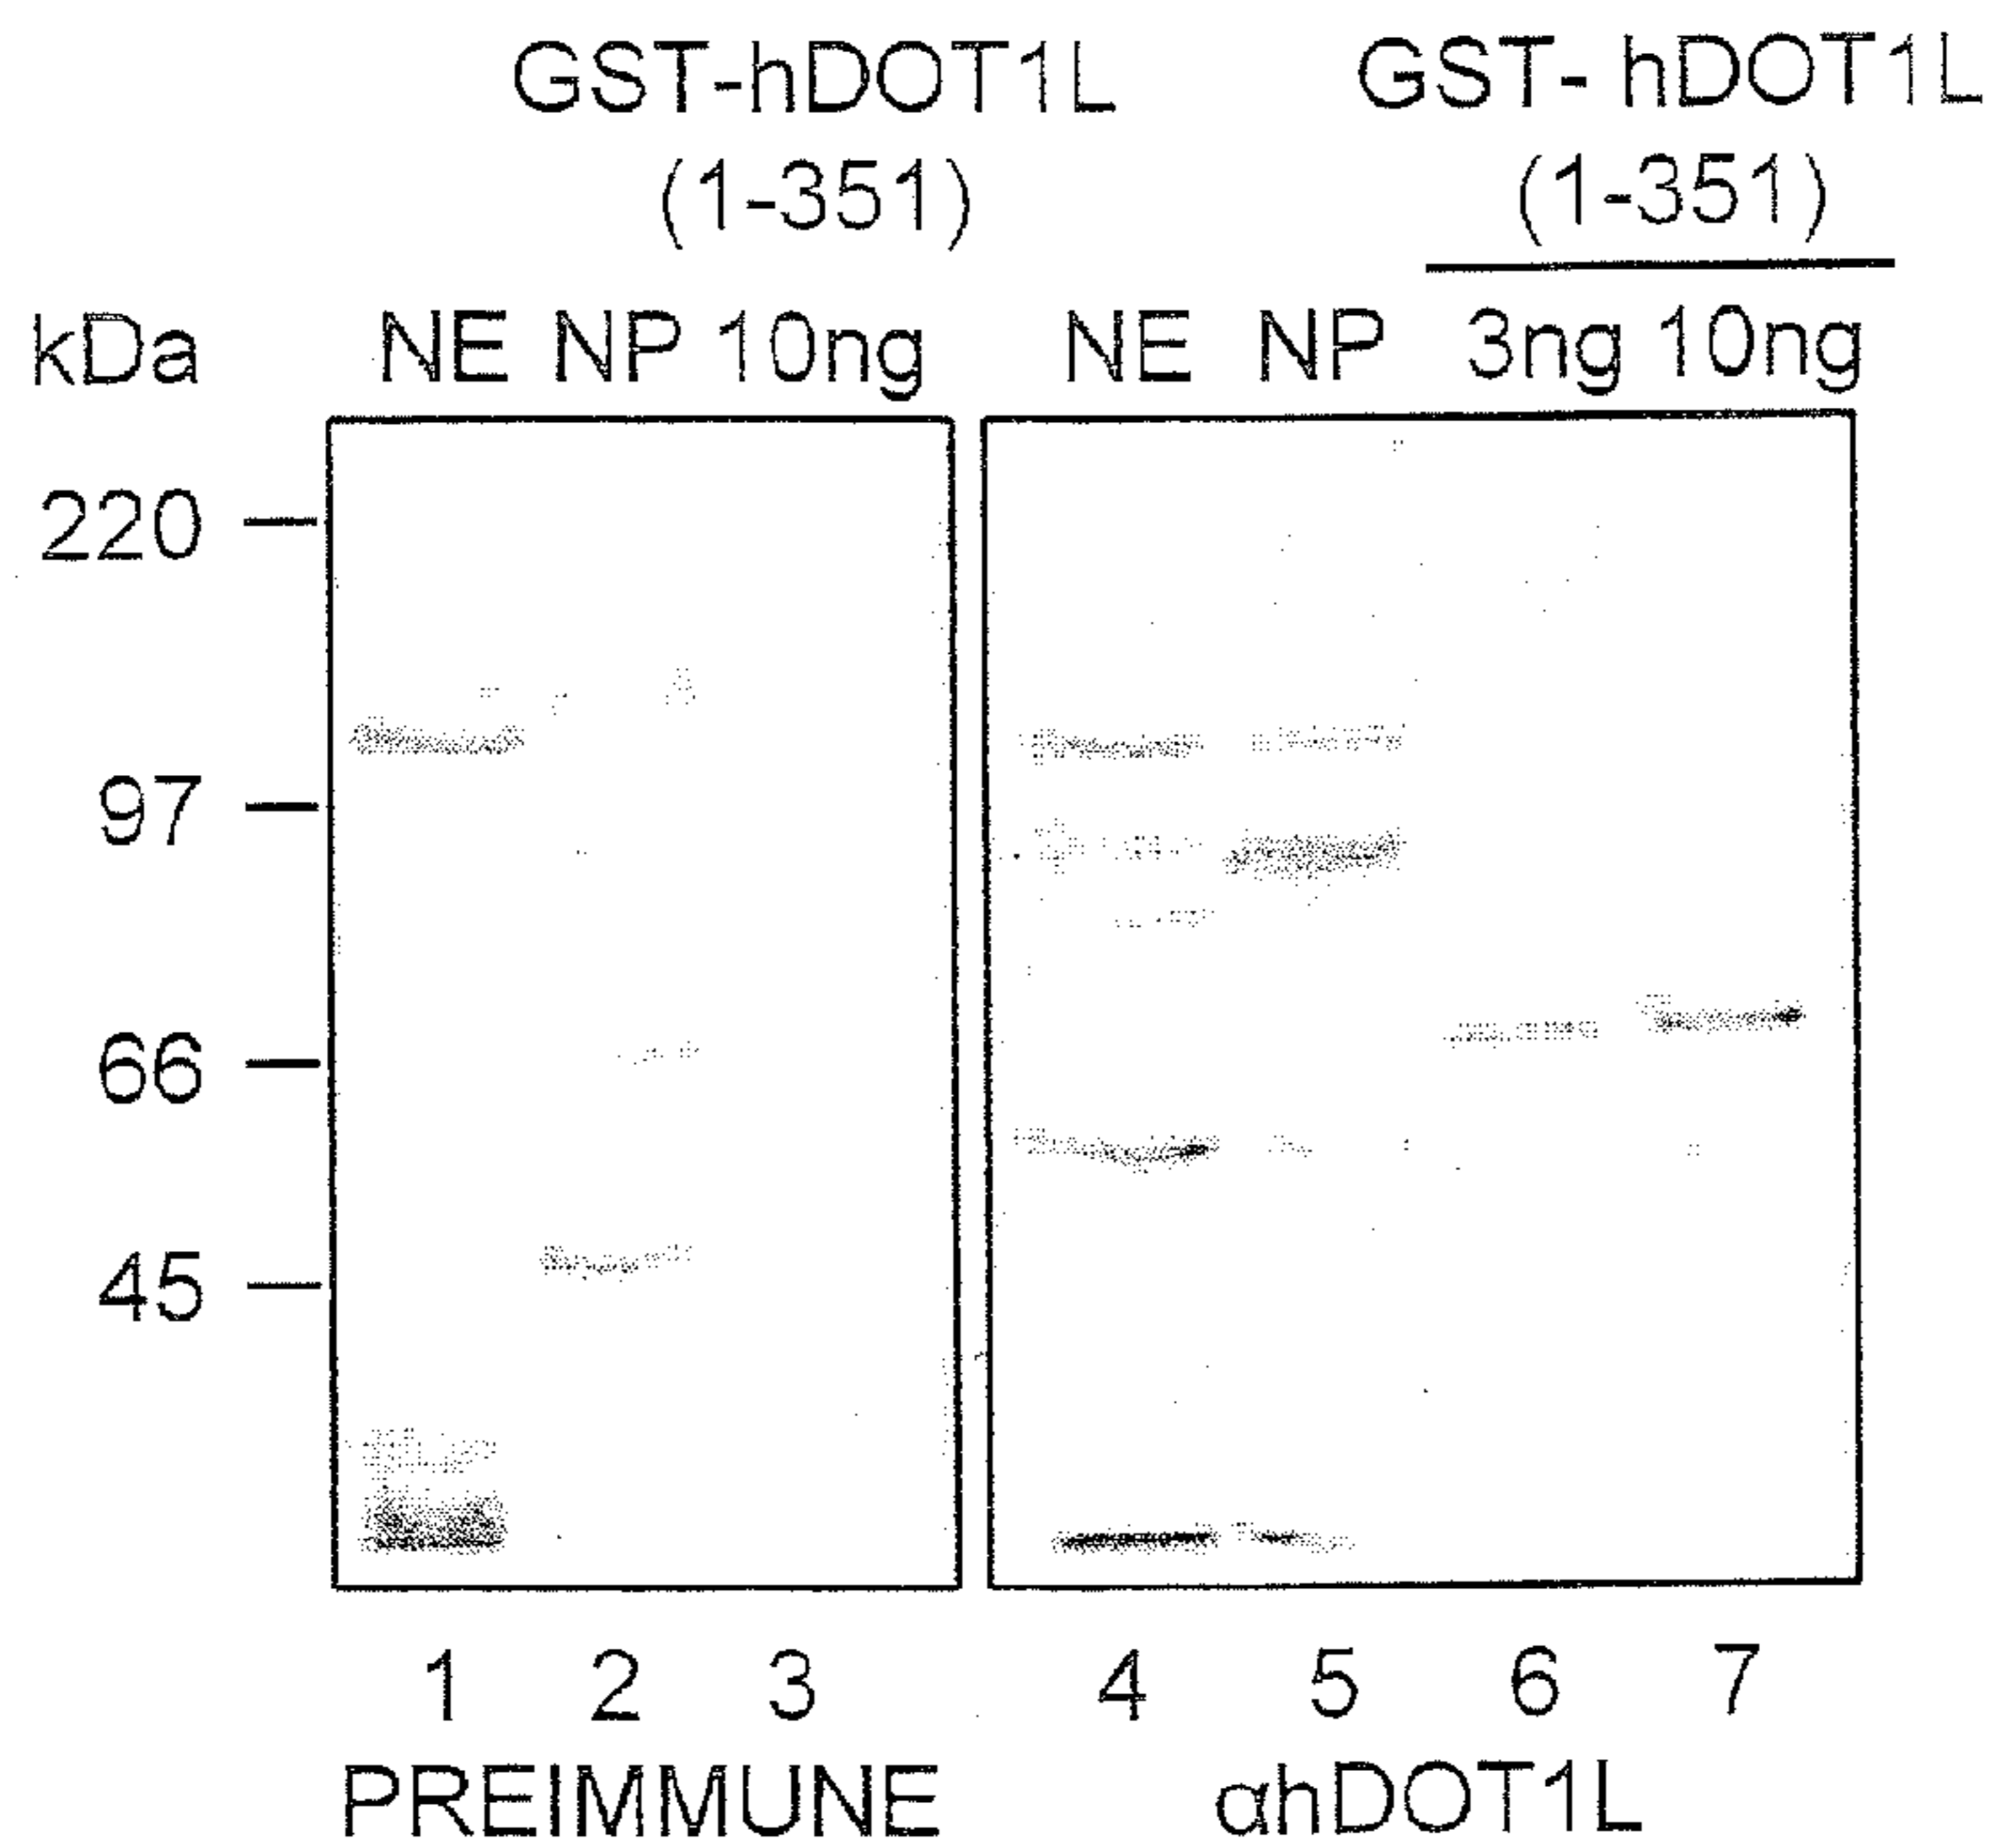 GST-hDOT1L GST- hDOT1L
(1-351) (1-351)
kDa NE NP 10ng NE NP 3ng 10ng
220
97
66
45
1 2 3 4 5 6 7
PREIMMUNE αhDOT1L